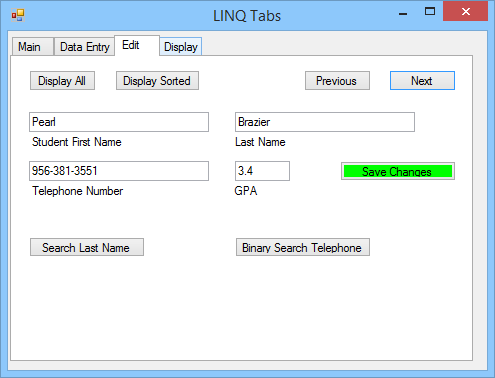 LINQ Tabs
Main Data Entry Edit Display
Display All Display Sorted Previous Next
Pearl Brazier
Student First Name Last Name
956-381-3551 3.4 Save Changes
Telephone Number GPA
Search Last Name Binary Search Telephone